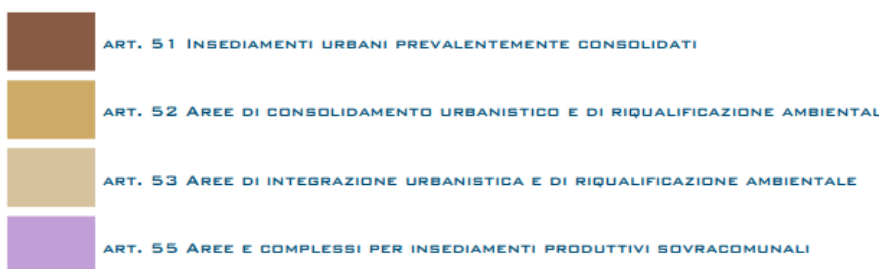 art. 51 Insediamenti urbani prevalentemente consolidati
art. 52 Aree di consolidamento urbanistico e di riqualificazione ambiental
art. 53 Aree di integrazione urbanistica e di riqualificazione ambientale
art. 55 Aree e complessi per insediamenti produttivi sovracomunali